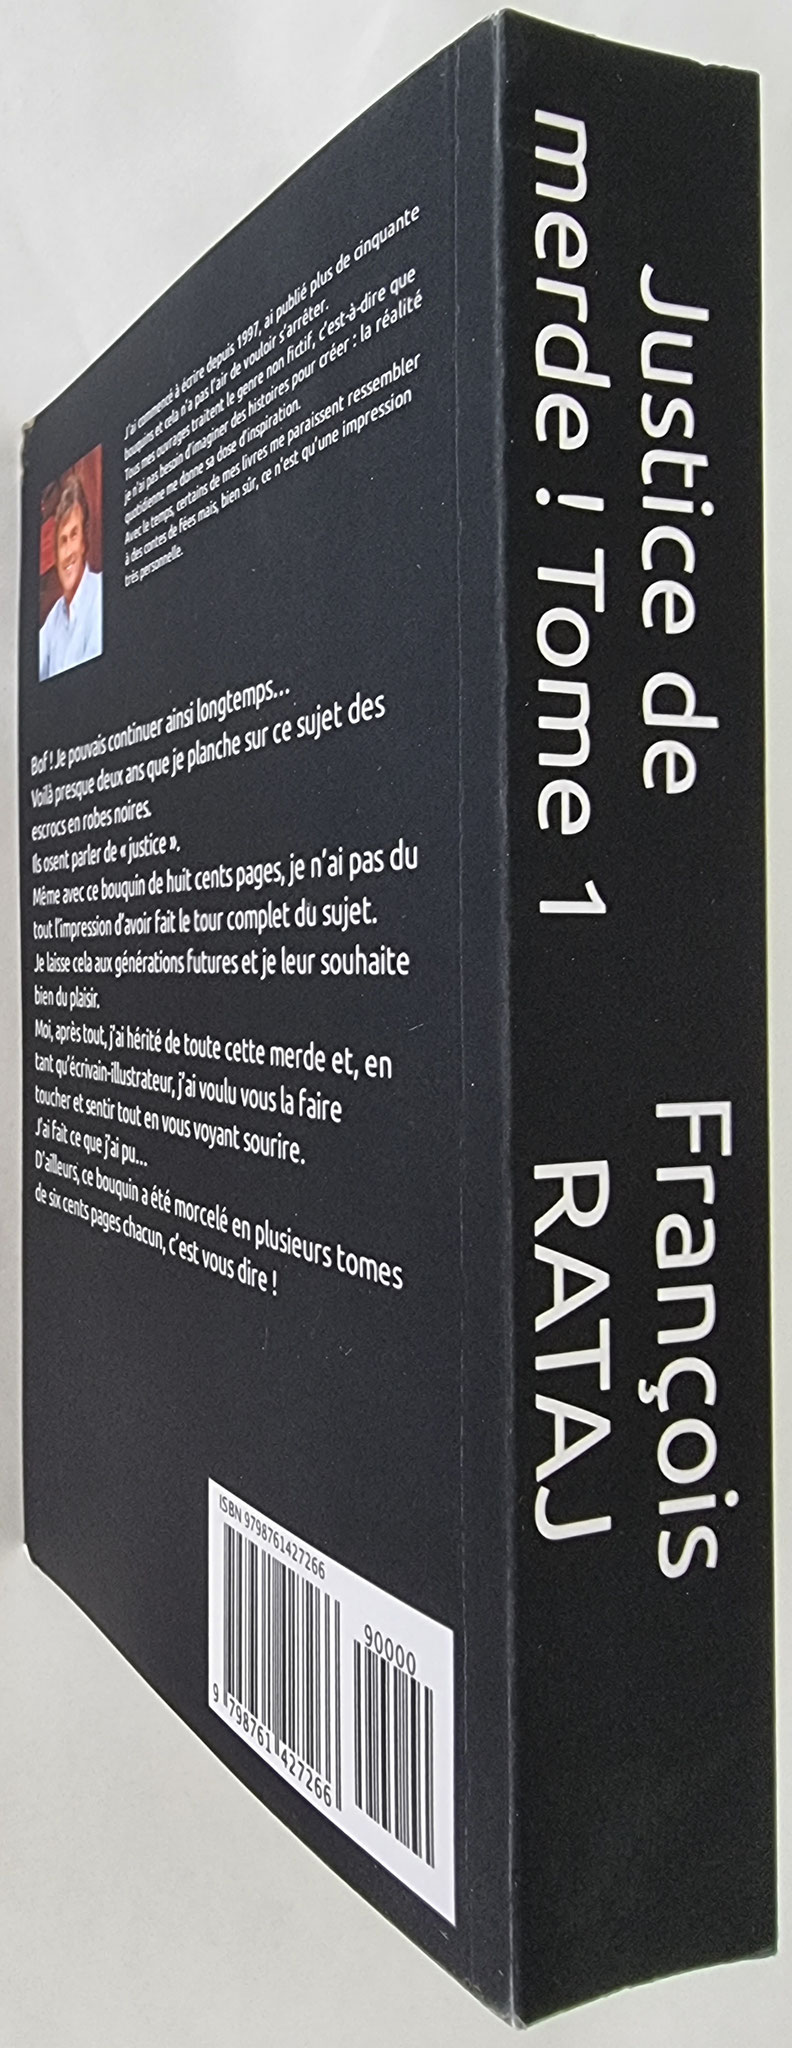 J'ai commencé à écrire depuis 1997, ai publié plus de cinquante
bouquins et cela n'a pas l'air de vouloir s'arrêter.
Tous mes ouvrages traitent le genre non fictif, c'est-à-dire que
je n'ai pas besoin d'imaginer des histoires pour créer : la réalité
quotidienne me donne sa dose d'inspiration.
Avec le temps, certains de mes livres me paraissent ressembler
à des contes de Fées mais, bien sûr, ce n'est qu'une impression
très personnelle.
Bof ! Je pouvais continuer ainsi longtemps...
Voilà presque deux ans que je planche sur ce sujet des
escrocs en robes noires.
Ils osent parler de « justice ».
Même avec ce bouquin de huit cents pages, je n'ai pas du
tout l'impression d'avoir fait le tour complet du sujet.
Je laisse cela aux générations futures et je leur souhaite
bien du plaisir.
Moi, après tout, j'ai hérité de toute cette merde et, en
tant qu'écrivain-illustrateur, j'ai voulu vous la faire
toucher et sentir tout en vous voyant sourire.
J'ai fait ce que j'ai pu...
D'ailleurs, ce bouquin a été morcelé en plusieurs tomes
de six cents pages chacun, c'est vous dire !
ISBN 9798761427266
90000
9 798761 427266
Justice de
merde ! Tome 1
François
RATAJ